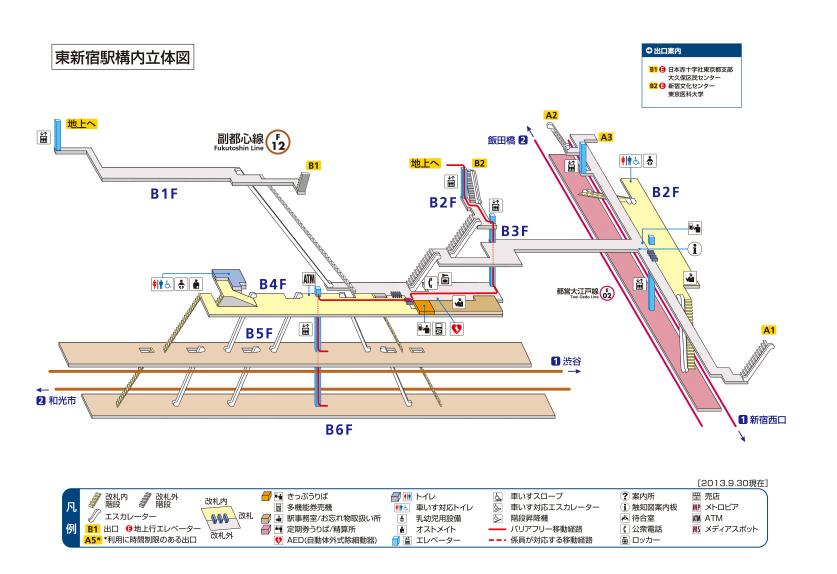 東新宿駅構内立体図
出口案内
B1 E 日本赤十字社東京都支部
大久保区民センター
B2 E 新宿文化センター
東京医科大学
地上へ
副都心線
Fukutoshin Line
F
12
B1
B1F
地上へ
B2
B2F
B3F
A2
飯田橋 2
A3
B2F
都営大江戸線
Toei Oedo Line
E
02
A1
1 新宿西口
B4F
ATM
B5F
1 渋谷
2 和光市
B6F
[2013.9.30現在]
凡例
改札内
階段
改札外
階段
エスカレーター
B1 出口 E 地上行エレベーター
A5* *利用に時間制限のある出口
改札内
改札
改札外
きっぷうりば
多機能券売機
駅事務室/お忘れ物取扱い所
定期券うりば/精算所
AED(自動体外式除細動器)
トイレ
車いす対応トイレ
乳幼児用設備
オストメイト
エレベーター
車いすスロープ
車いす対応エスカレーター
階段昇降機
バリアフリー移動経路
係員が対応する移動経路
? 案内所
i 触知図案内板
待合室
公衆電話
ロッカー
売店
MP メトロピア
ATM ATM
MS メディアスポット